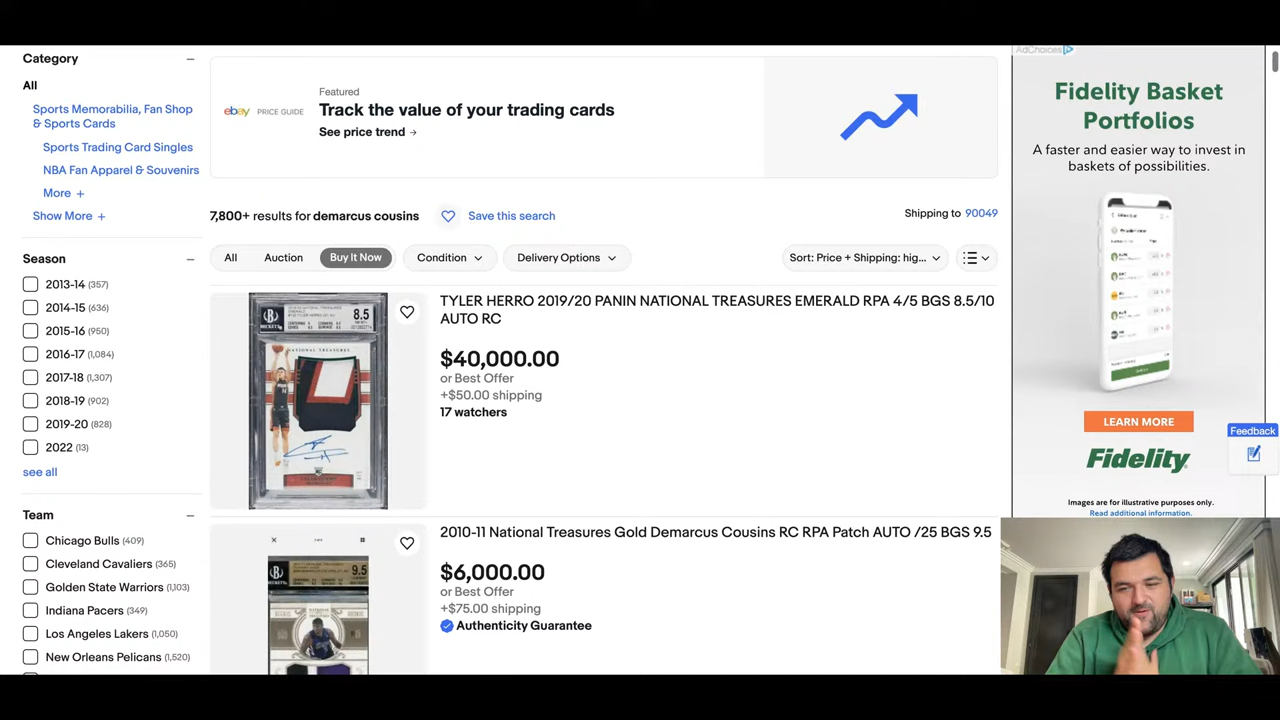 Category
All
Sports Memorabilia, Fan Shop
& Sports Cards
Sports Trading Card Singles
NBA Fan Apparel & Souvenirs
More +
Show More +
Season
2013-14 (357)
2014-15 (636)
2015-16 (950)
2016-17 (1,084)
2017-18 (1,307)
2018-19 (902)
2019-20 (828)
2022 (13)
see all
Team
Chicago Bulls (409)
Cleveland Cavaliers (365)
Golden State Warriors (1,103)
Indiana Pacers (349)
Los Angeles Lakers (1,050)
New Orleans Pelicans (1,520)
ebay PRICE GUIDE
Featured
Track the value of your trading cards
See price trend →
7,800+ results for demarcus cousins
Save this search
Shipping to 90049
All
Auction
Buy It Now
Condition
Delivery Options
Sort: Price + Shipping: hig...
BECKETT
8.5
NATIONAL TREASURES
TYLER HERRO 2019/20 PANIN NATIONAL TREASURES EMERALD RPA 4/5 BGS 8.5/10
AUTO RC
$40,000.00
or Best Offer
+$50.00 shipping
17 watchers
BECKETT
9.5
2010-11 National Treasures Gold Demarcus Cousins RC RPA Patch AUTO /25 BGS 9.5
$6,000.00
or Best Offer
+$75.00 shipping
Authenticity Guarantee
AdChoices
Fidelity Basket
Portfolios
A faster and easier way to invest in
baskets of possibilities.
LEARN MORE
Fidelity
Images are for illustrative purposes only.
Read additional information.
Feedback